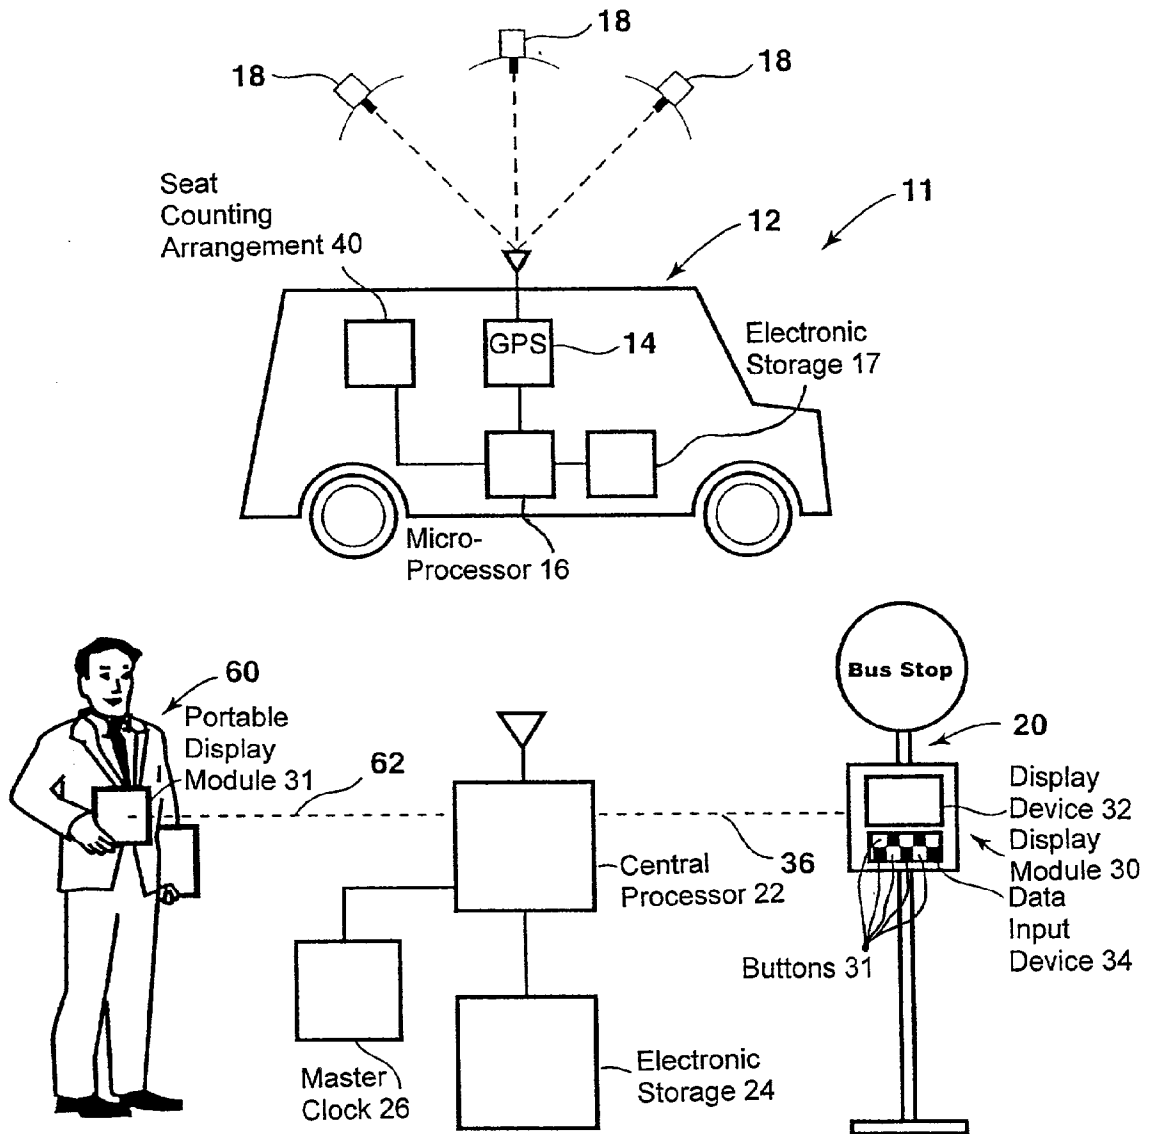 18
18
18
Seat
Counting
Arrangement 40
11
12
GPS
14
Electronic
Storage 17
Micro-
Processor 16
Bus Stop
60
Portable
Display
Module 31
62
20
Display
Device 32
Display
Module 30
Data
Input
Device 34
36
Central
Processor 22
Buttons 31
Master
Clock 26
Electronic
Storage 24